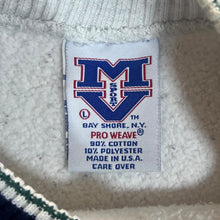 MV
SPORT
L
BAY SHORE, N.Y.
PRO WEAVE®
90% COTTON
10% POLYESTER
MADE IN U.S.A.
CARE OVER